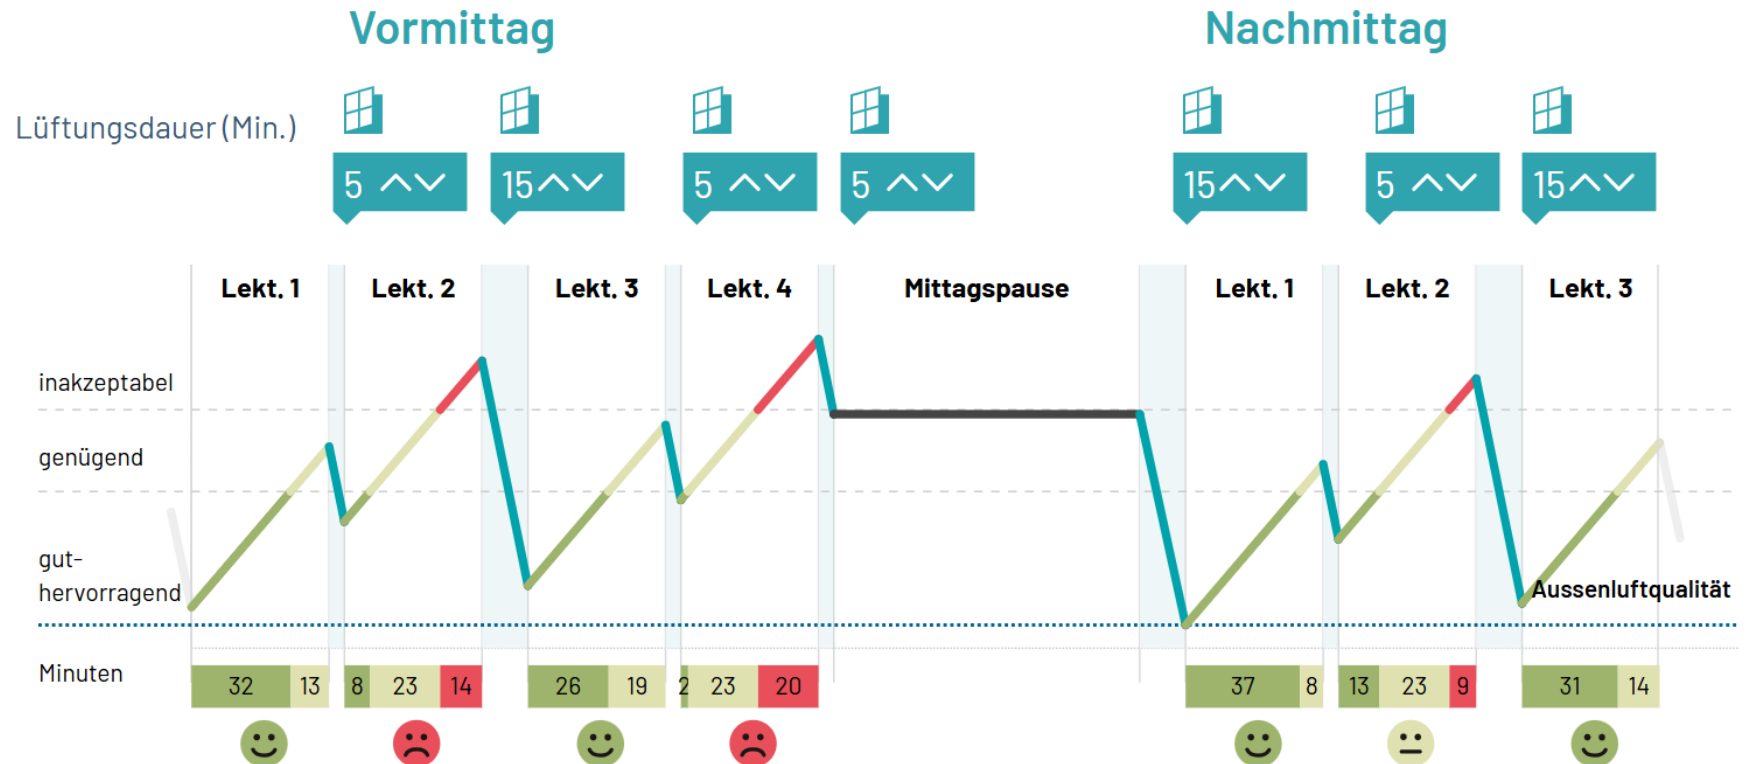 Vormittag Nachmittag
Lüftungsdauer (Min.)
5 15 5 5 15 5 15
Lekt. 1 Lekt. 2 Lekt. 3 Lekt. 4 Mittagspause Lekt. 1 Lekt. 2 Lekt. 3
inakzeptabel
genügend
gut-
hervorragend
Aussenluftqualität
Minuten
32 13 8 23 14 26 19 2 23 20 37 8 13 23 9 31 14